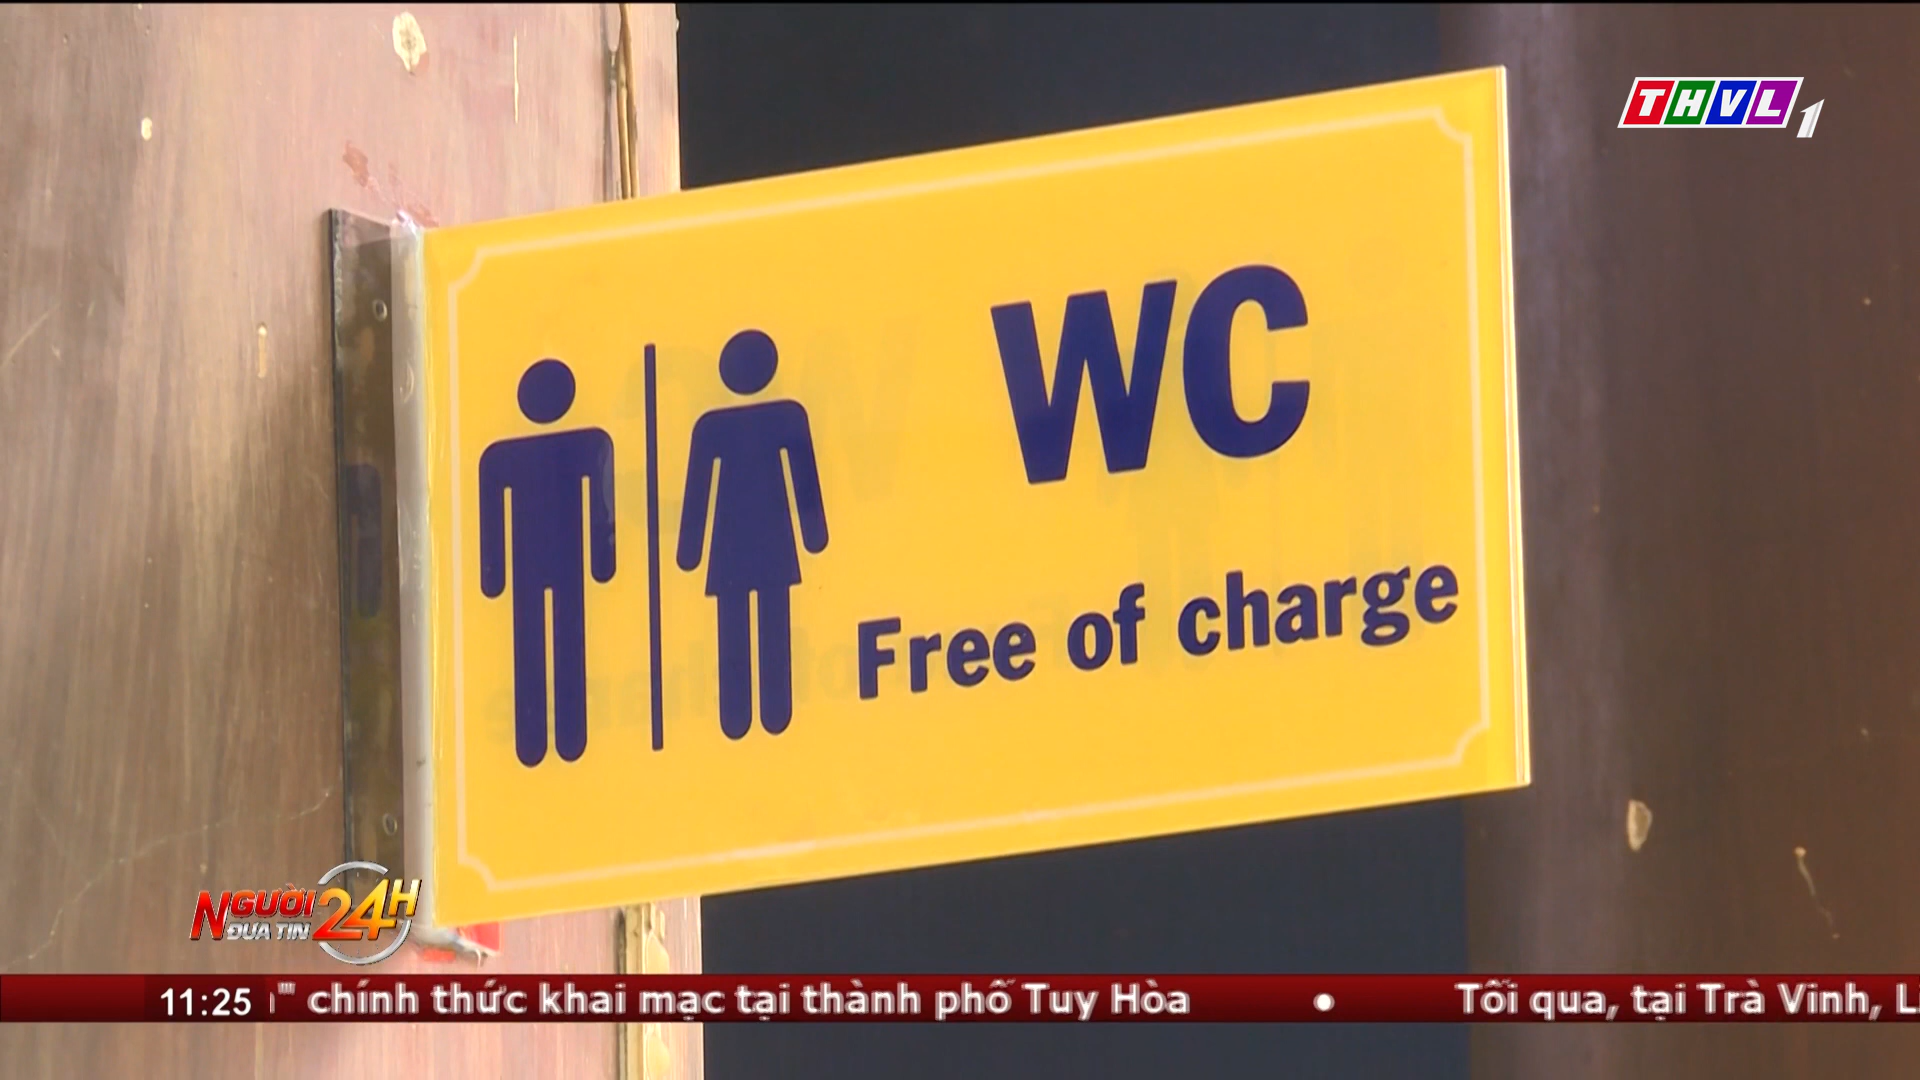 THVL1
WC
Free of charge
NGƯỜI
ĐƯA TIN
24H
11:25
" chính thức khai mạc tại thành phố Tuy Hòa • Tối qua, tại Trà Vinh,